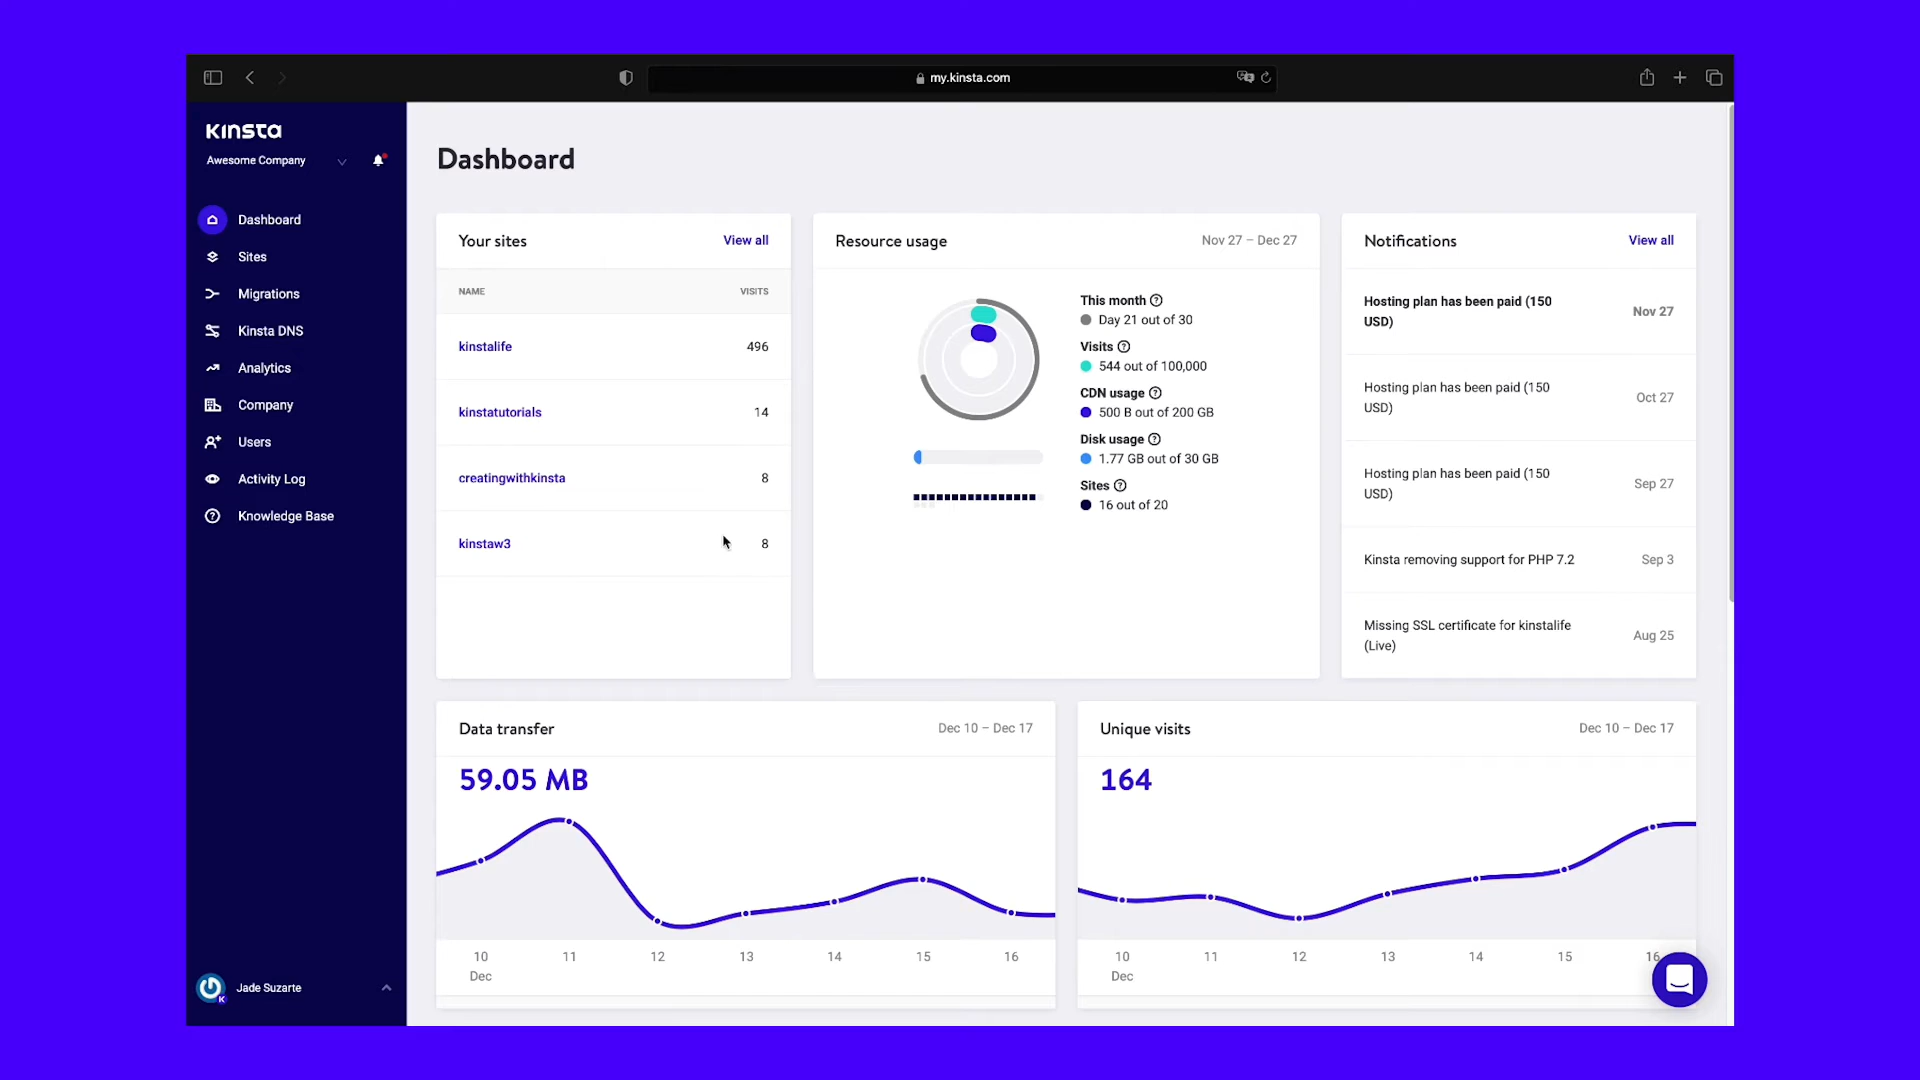 my.kinsta.com
KINSTA
Awesome Company
Dashboard
Sites
Migrations
Kinsta DNS
Analytics
Company
Users
Activity Log
Knowledge Base
Jade Suzarte
Dashboard
Your sites View all
NAME VISITS
kinstalife 496
kinstatutorials 14
creatingwithkinsta 8
kinstaw3 8
Resource usage Nov 27 – Dec 27
This month
Day 21 out of 30
Visits
544 out of 100,000
CDN usage
500 B out of 200 GB
Disk usage
1.77 GB out of 30 GB
Sites
16 out of 20
Notifications View all
Hosting plan has been paid (150
USD)
Nov 27
Hosting plan has been paid (150
USD)
Oct 27
Hosting plan has been paid (150
USD)
Sep 27
Kinsta removing support for PHP 7.2 Sep 3
Missing SSL certificate for kinstalife
(Live)
Aug 25
Data transfer Dec 10 – Dec 17
59.05 MB
10 11 12 13 14 15 16
Dec
Unique visits Dec 10 – Dec 17
164
10 11 12 13 14 15 16
Dec